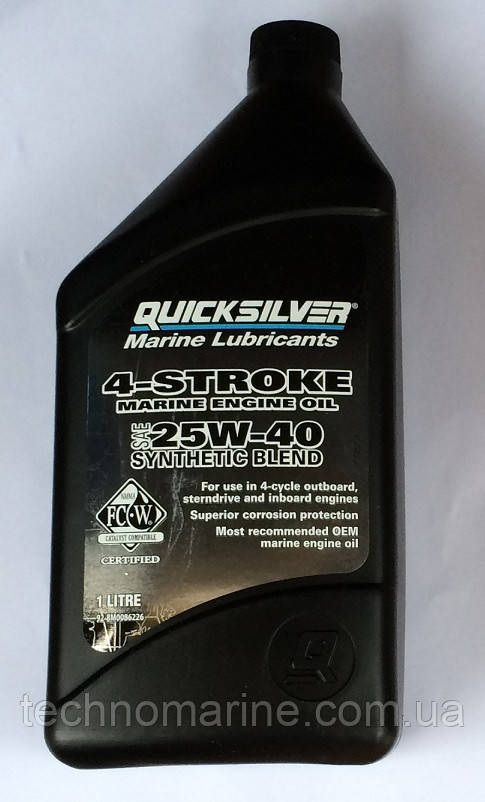 QUICKSILVER®
Marine Lubricants
4-STROKE
MARINE ENGINE OIL
SAE 25W-40
SYNTHETIC BLEND
For use in 4-cycle outboard,
sterndrive and inboard engines
Superior corrosion protection
Most recommended OEM
marine engine oil
NMMA
FC-W®
CATALYST COMPATIBLE
CERTIFIED
1 LITRE
92-8M0086226
technomarine.com.ua